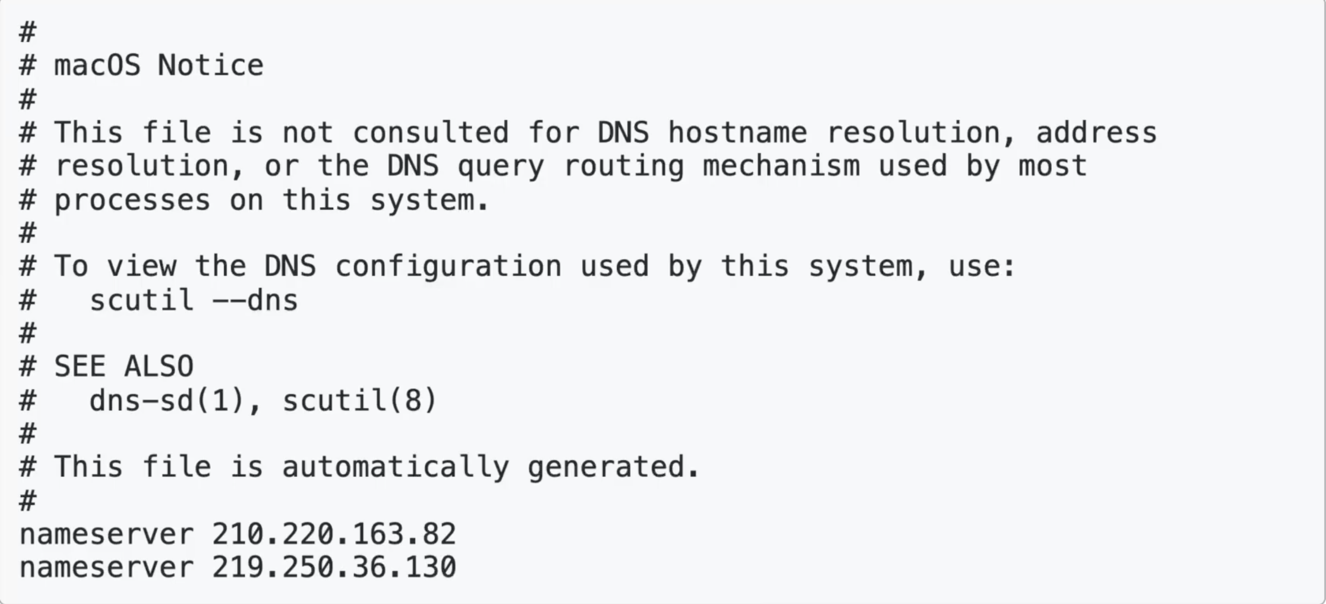 #
# macOS Notice
#
# This file is not consulted for DNS hostname resolution, address
# resolution, or the DNS query routing mechanism used by most
# processes on this system.
#
# To view the DNS configuration used by this system, use:
#   scutil --dns
#
# SEE ALSO
#   dns-sd(1), scutil(8)
#
# This file is automatically generated.
#
nameserver 210.220.163.82
nameserver 219.250.36.130